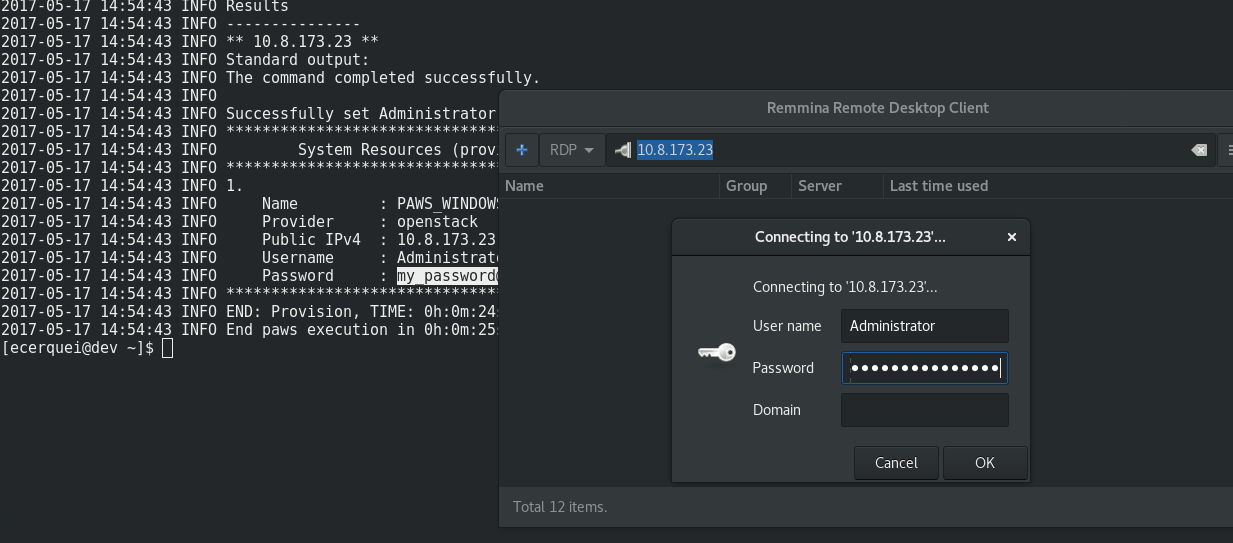 2017-05-17 14:54:43 INFO Results
2017-05-17 14:54:43 INFO ---------------
2017-05-17 14:54:43 INFO ** 10.8.173.23 **
2017-05-17 14:54:43 INFO Standard output:
2017-05-17 14:54:43 INFO The command completed successfully.
2017-05-17 14:54:43 INFO
2017-05-17 14:54:43 INFO Successfully set Administrator
2017-05-17 14:54:43 INFO ******************************
2017-05-17 14:54:43 INFO         System Resources (provi
2017-05-17 14:54:43 INFO ******************************
2017-05-17 14:54:43 INFO 1.
2017-05-17 14:54:43 INFO     Name         : PAWS_WINDOWS
2017-05-17 14:54:43 INFO     Provider     : openstack
2017-05-17 14:54:43 INFO     Public IPv4  : 10.8.173.23
2017-05-17 14:54:43 INFO     Username     : Administrato
2017-05-17 14:54:43 INFO     Password     : my_password@
2017-05-17 14:54:43 INFO ******************************
2017-05-17 14:54:43 INFO END: Provision, TIME: 0h:0m:24s
2017-05-17 14:54:43 INFO End paws execution in 0h:0m:25s
[ecerquei@dev ~]$
Remmina Remote Desktop Client
RDP 10.8.173.23
Name Group Server Last time used
Connecting to '10.8.173.23'...
Connecting to '10.8.173.23'...
User name Administrator
Password •••••••••••••••
Domain
Cancel OK
Total 12 items.